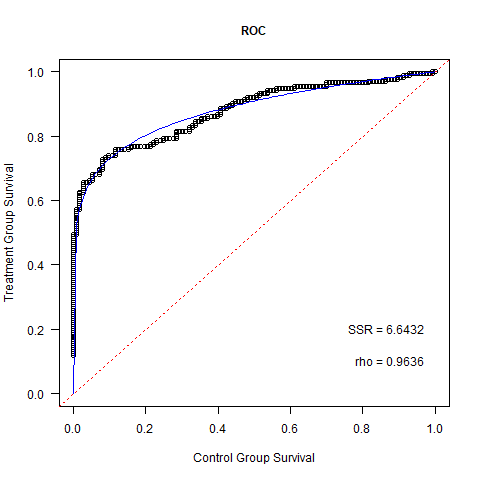 ROC
Treatment Group Survival
1.0
0.8
0.6
0.4
0.2
0.0
SSR = 6.6432
rho = 0.9636
0.0 0.2 0.4 0.6 0.8 1.0
Control Group Survival